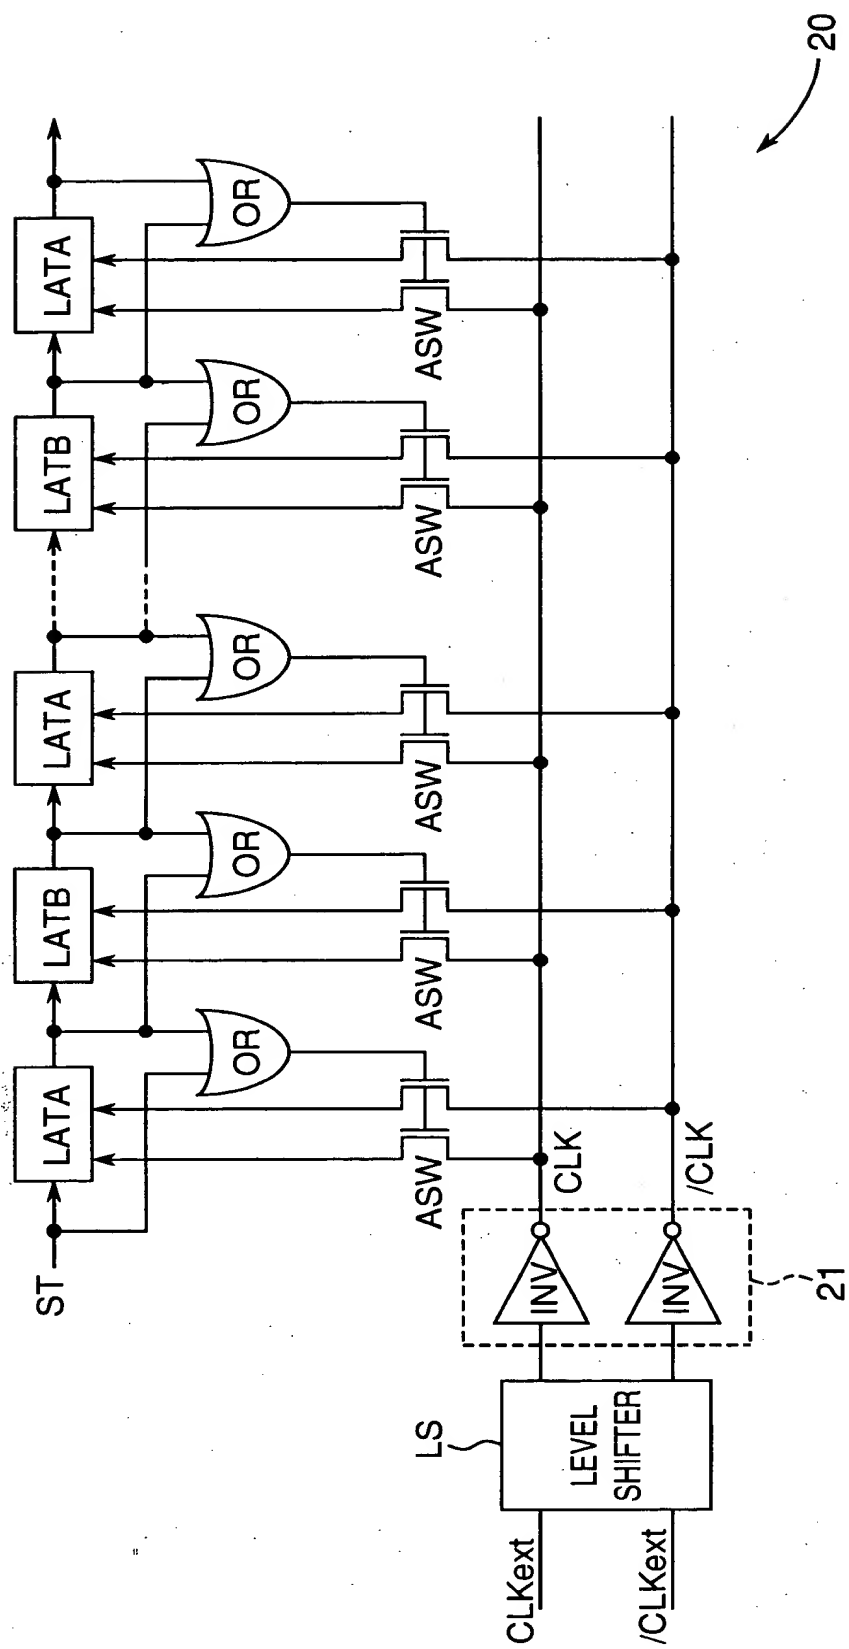 20
ST
LATA
LATB
LATA
LATB
LATA
OR
OR
OR
OR
OR
ASW
ASW
ASW
ASW
ASW
CLKext
/CLKext
LS
LEVEL
SHIFTER
INV
INV
21
CLK
/CLK